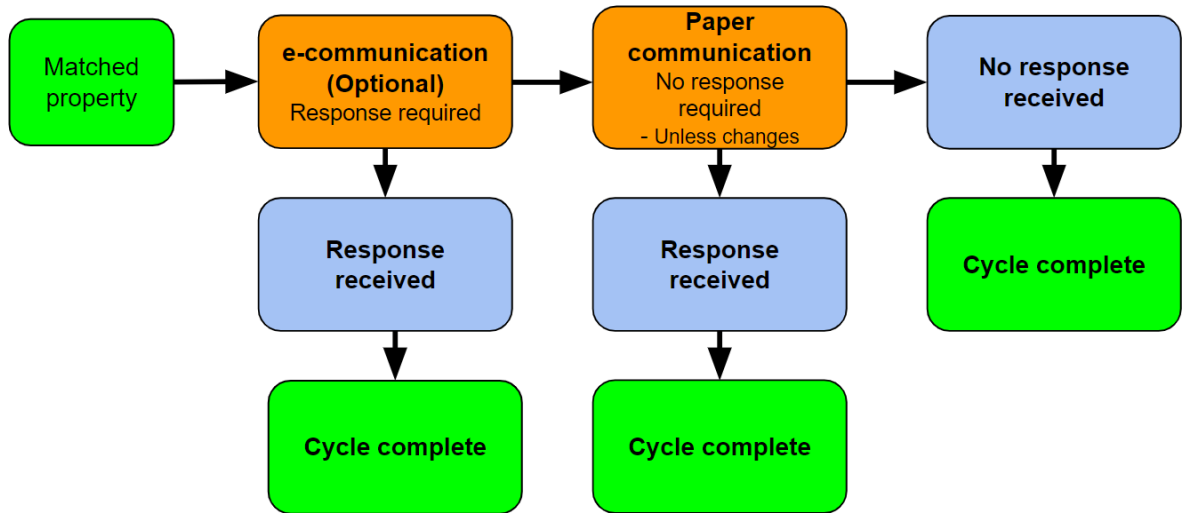 Matched
property
e-communication
(Optional)
Response required
Paper
communication
No response
required
- Unless changes
No response
received
Response
received
Response
received
Cycle complete
Cycle complete
Cycle complete